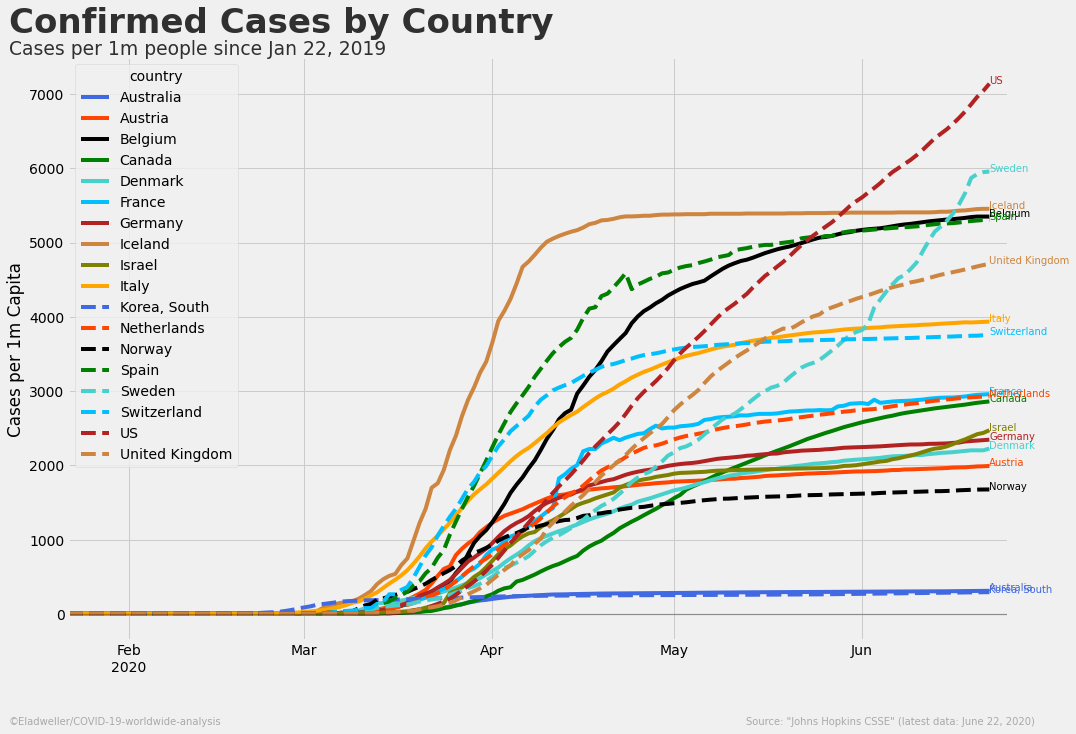 Confirmed Cases by Country
Cases per 1m people since Jan 22, 2019
country
Australia
Austria
Belgium
Canada
Denmark
France
Germany
Iceland
Israel
Italy
Korea, South
Netherlands
Norway
Spain
Sweden
Switzerland
US
United Kingdom
Cases per 1m Capita
7000
6000
5000
4000
3000
2000
1000
0
US
Sweden
Iceland
Belgium
Spain
United Kingdom
Italy
Switzerland
France
Netherlands
Canada
Israel
Germany
Denmark
Austria
Norway
Australia
Korea, South
Feb Mar Apr May Jun
2020
©Eladweller/COVID-19-worldwide-analysis
Source: "Johns Hopkins CSSE" (latest data: June 22, 2020)